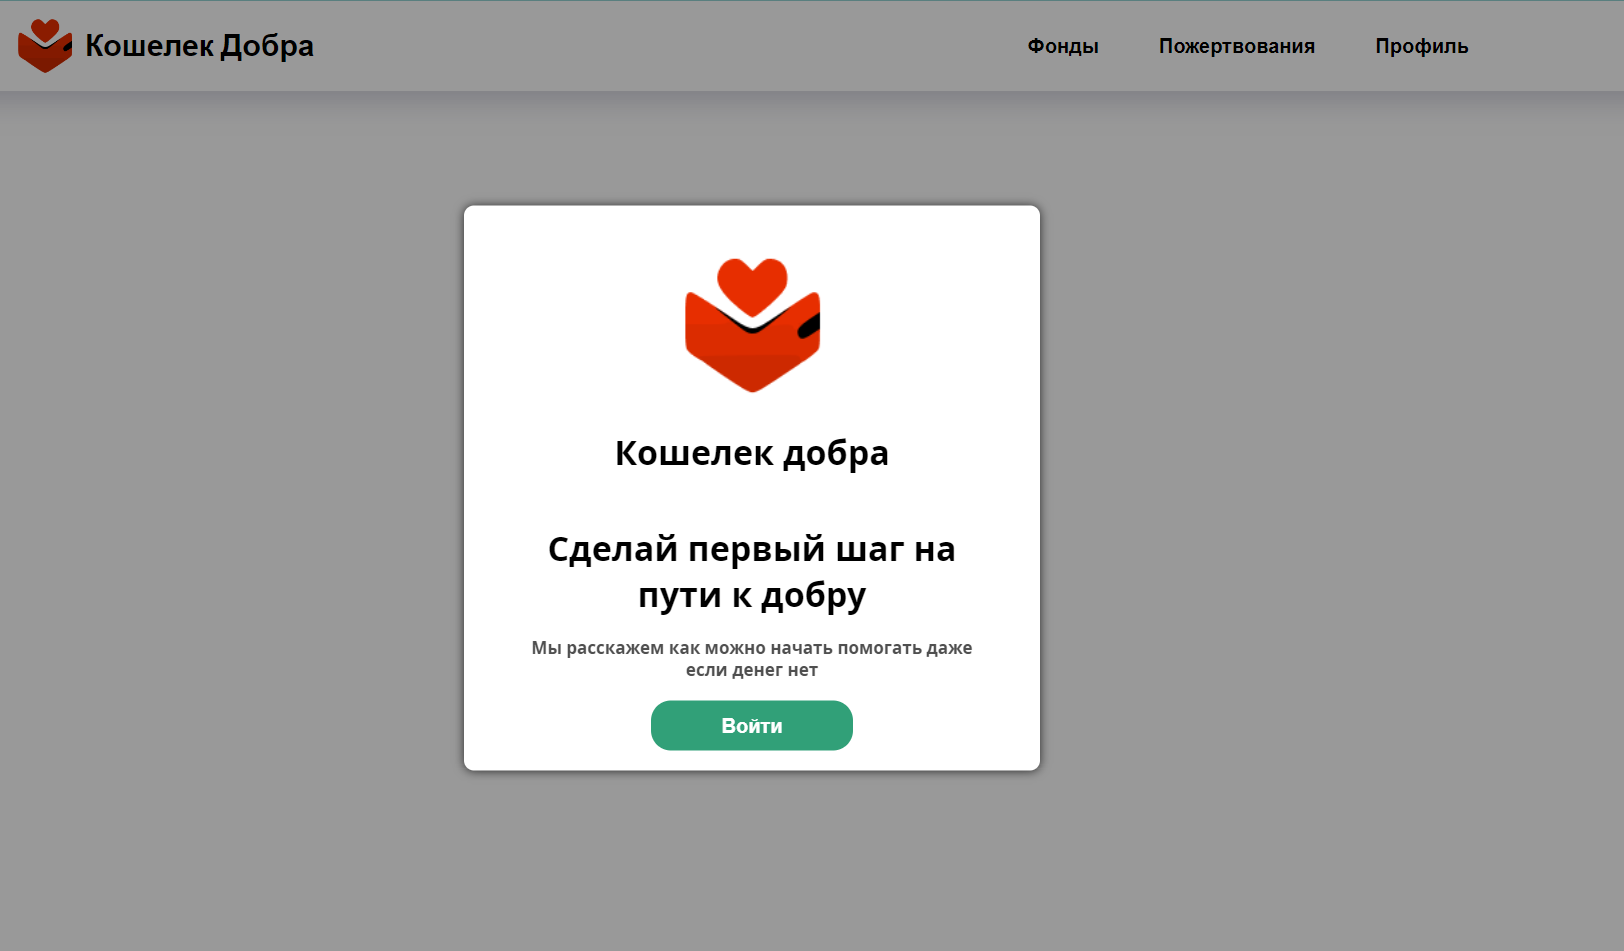 Кошелек Добра
Фонды
Пожертвования
Профиль
Кошелек добра
Сделай первый шаг на
пути к добру
Мы расскажем как можно начать помогать даже
если денег нет
Войти